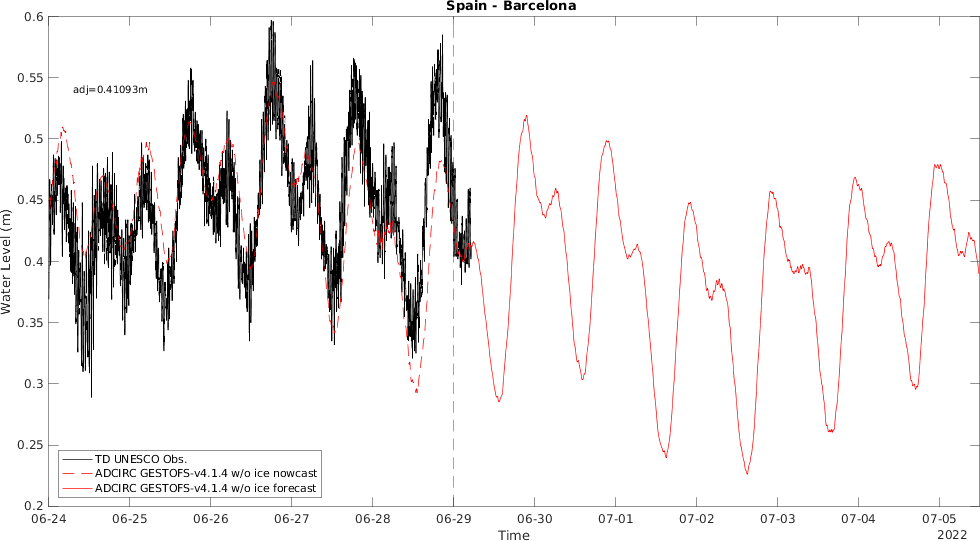 Spain - Barcelona
0.6
0.55
adj=0.41093m
0.5
0.45
0.4
0.35
0.3
0.25
0.2
Water Level (m)
TD UNESCO Obs.
ADCIRC GESTOFS-v4.1.4 w/o ice nowcast
ADCIRC GESTOFS-v4.1.4 w/o ice forecast
06-24 06-25 06-26 06-27 06-28 06-29 06-30 07-01 07-02 07-03 07-04 07-05
Time
2022